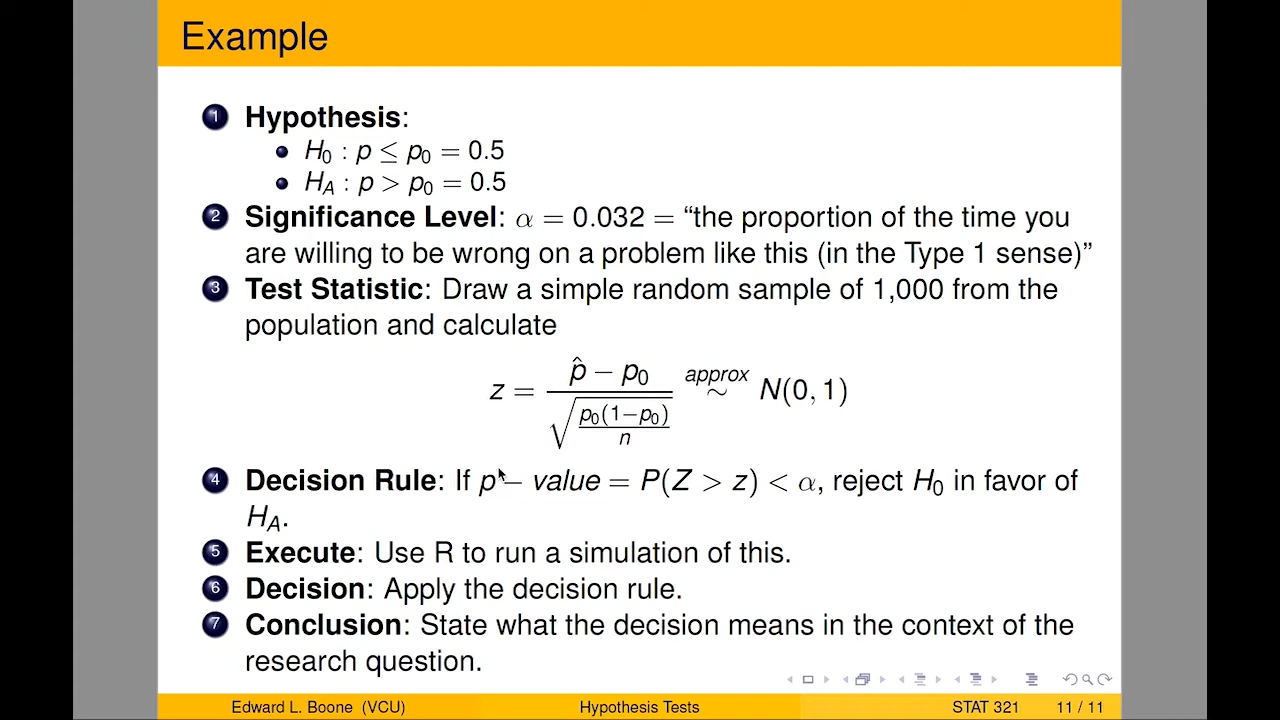 Example
1 Hypothesis:
H₀ : p ≤ p₀ = 0.5
H_A : p > p₀ = 0.5
2 Significance Level: α = 0.032 = “the proportion of the time you
are willing to be wrong on a problem like this (in the Type 1 sense)”
3 Test Statistic: Draw a simple random sample of 1,000 from the
population and calculate
z = (p̂ − p₀) / √(p₀(1−p₀)/n) approx ∼ N(0, 1)
4 Decision Rule: If p − value = P(Z > z) < α, reject H₀ in favor of
H_A.
5 Execute: Use R to run a simulation of this.
6 Decision: Apply the decision rule.
7 Conclusion: State what the decision means in the context of the
research question.
Edward L. Boone (VCU) Hypothesis Tests STAT 321 11 / 11